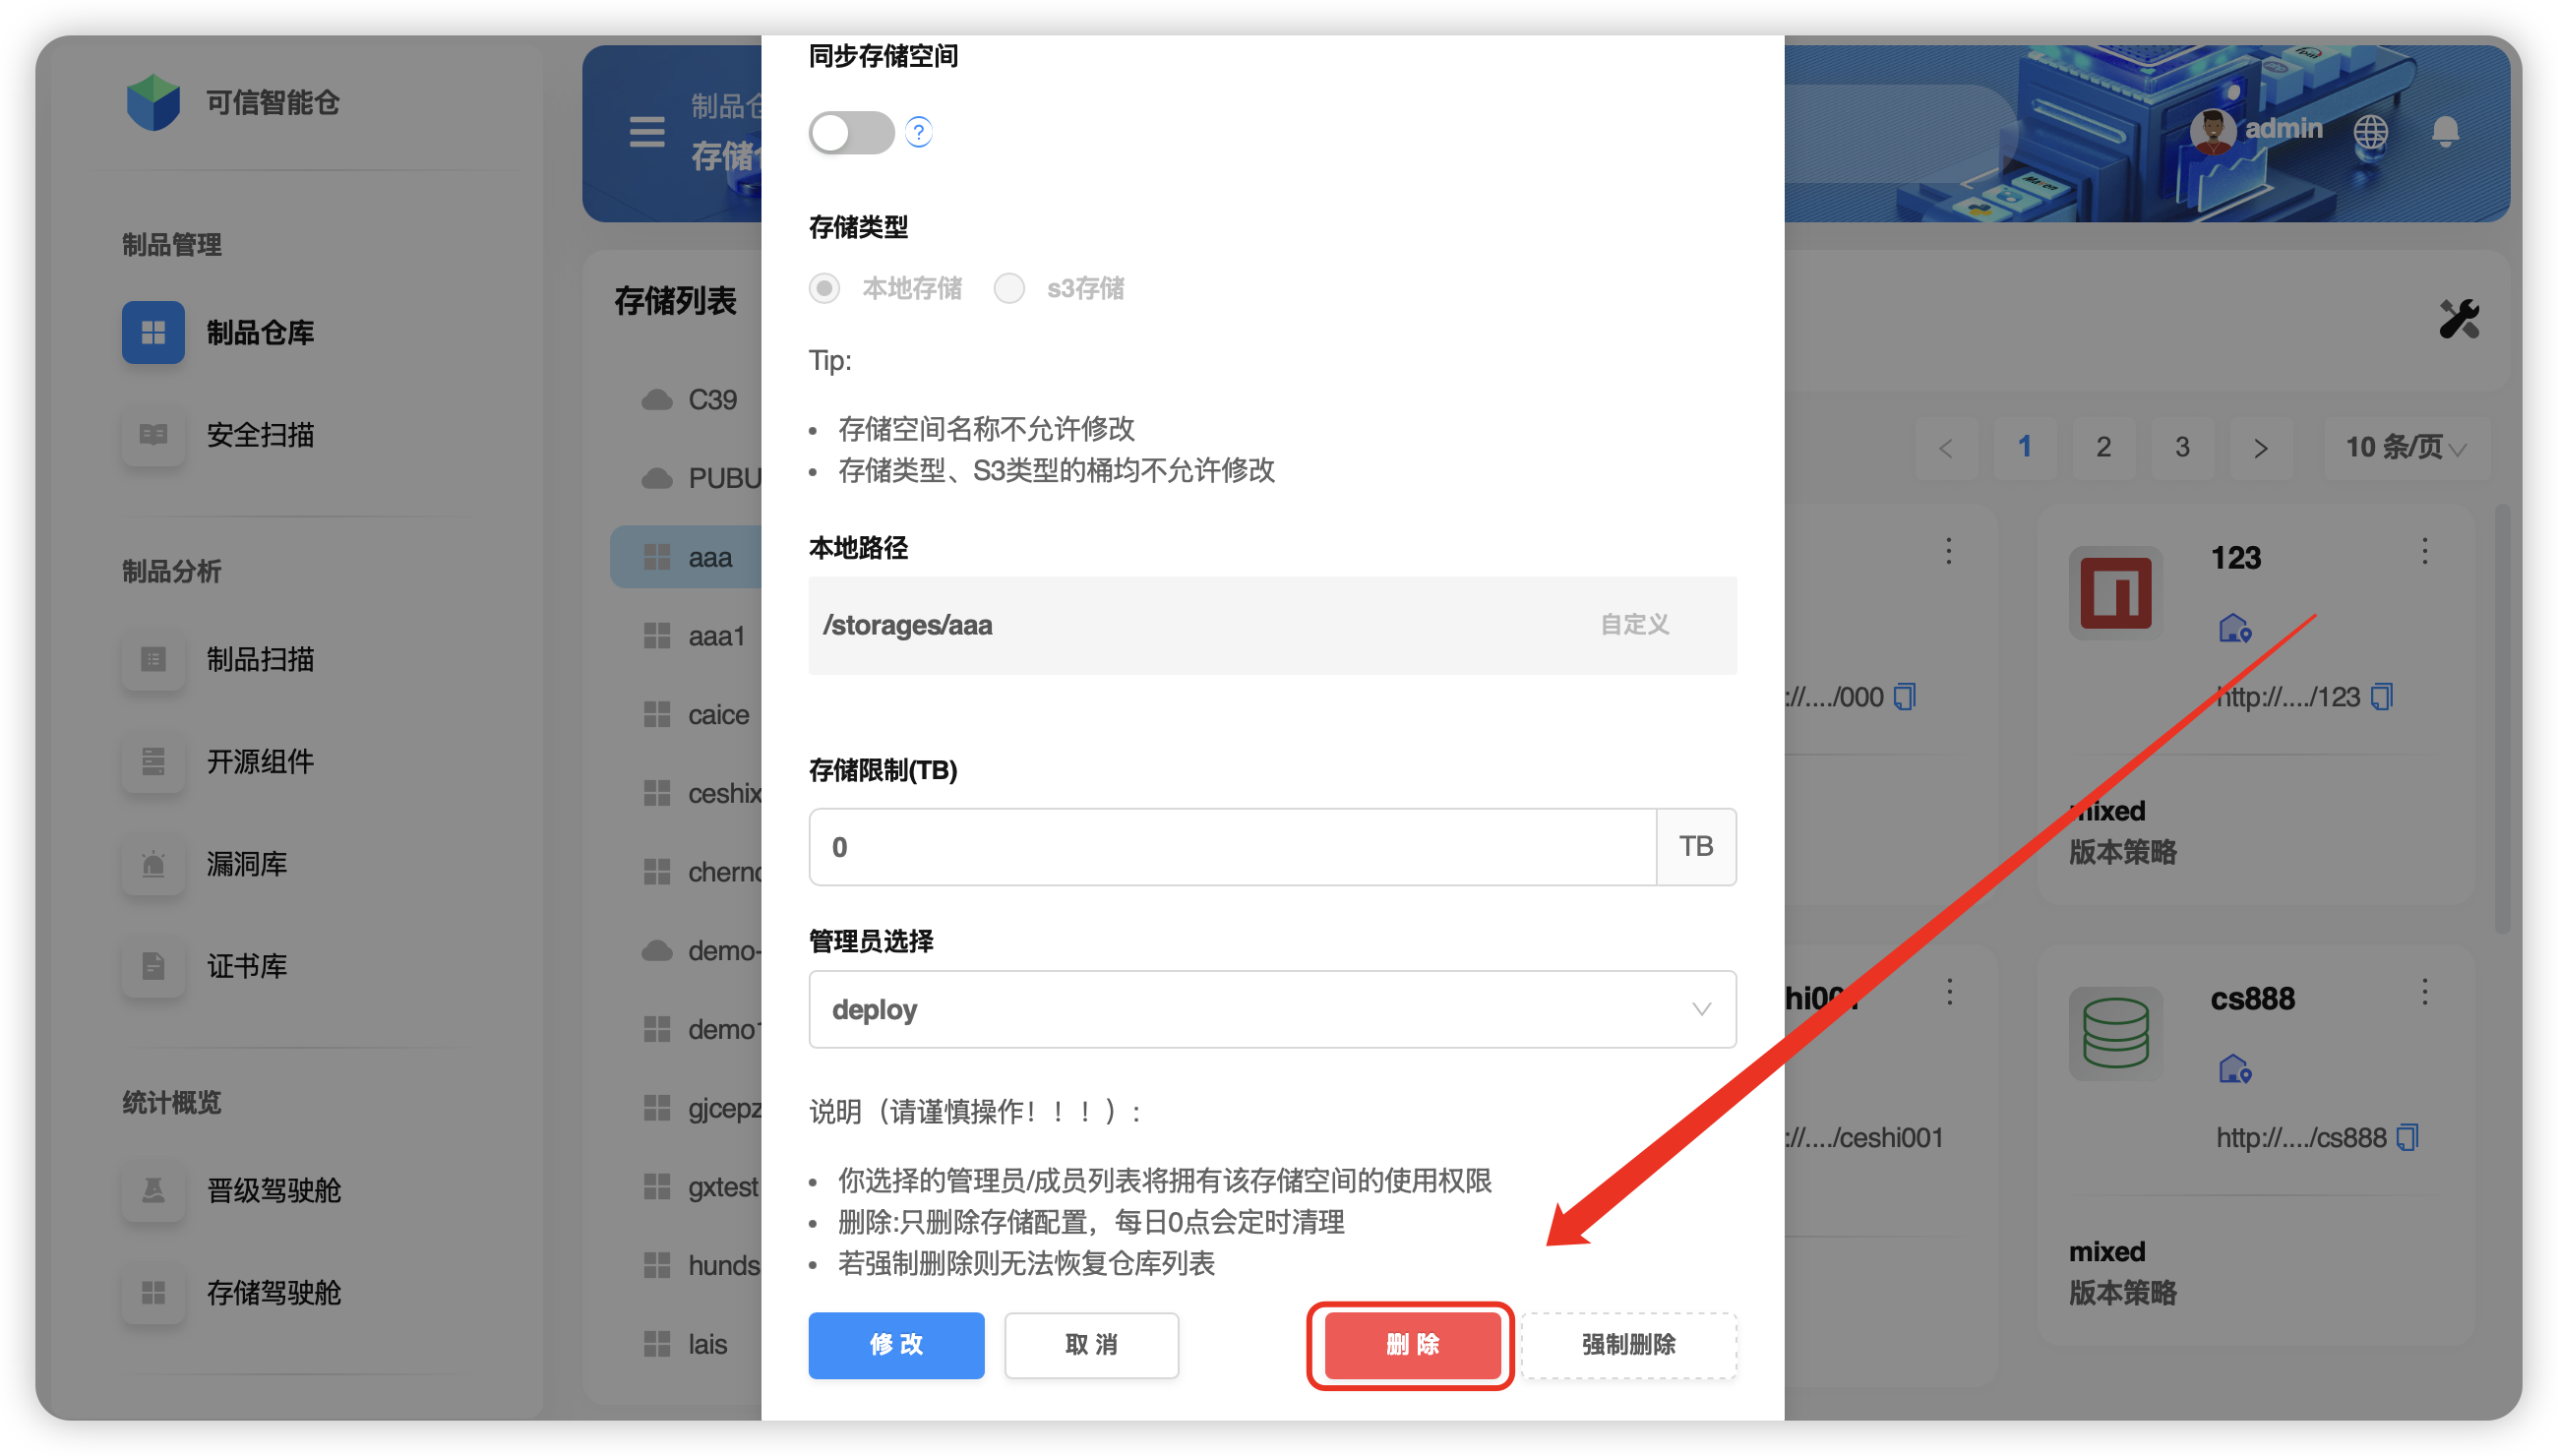 可信智能仓
制品管理
制品仓库
安全扫描
制品分析
制品扫描
开源组件
漏洞库
证书库
统计概览
晋级驾驶舱
存储驾驶舱
制品仓
存储
admin
存储列表
C39
PUBU
aaa
aaa1
caice
ceshix
cherno
demo-
demo1
gjcepz
gxtest
hunds
lais
同步存储空间
?
存储类型
本地存储
s3存储
Tip:
• 存储空间名称不允许修改
• 存储类型、S3类型的桶均不允许修改
本地路径
/storages/aaa
自定义
存储限制(TB)
0
TB
管理员选择
deploy
说明（请谨慎操作！！！）：
• 你选择的管理员/成员列表将拥有该存储空间的使用权限
• 删除:只删除存储配置，每日0点会定时清理
• 若强制删除则无法恢复仓库列表
修 改
取 消
删 除
强制删除
< 1 2 3 > 10 条/页
://..../000
123
http://..../123
mixed
版本策略
hi001
://..../ceshi001
cs888
http://..../cs888
mixed
版本策略